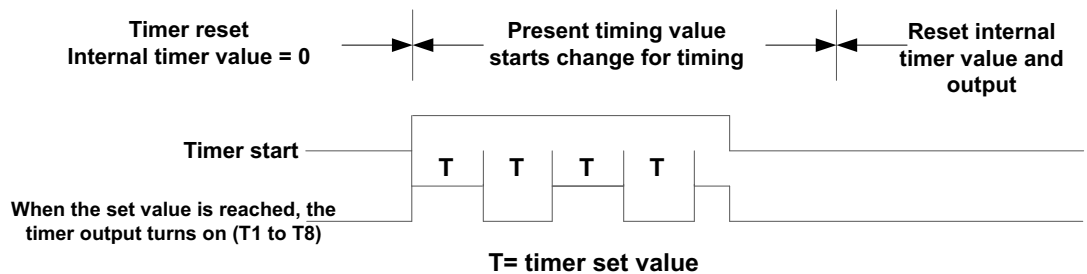 Timer reset
Internal timer value = 0
Present timing value
starts change for timing
Reset internal
timer value and
output
Timer start
T T T T
When the set value is reached, the
timer output turns on (T1 to T8)
T= timer set value